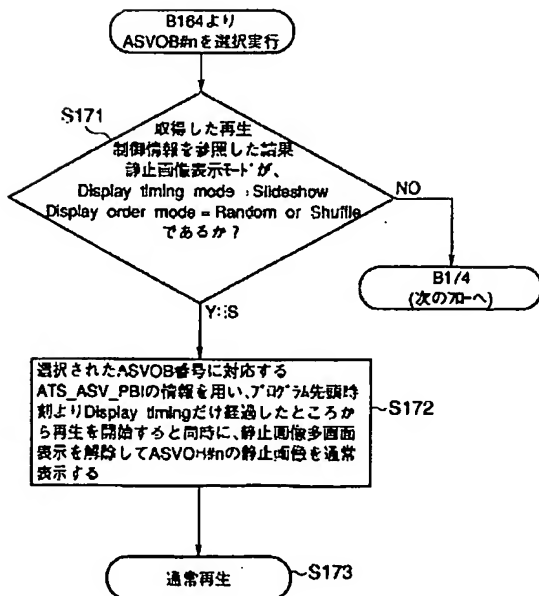 B164より
ASVOB#nを選択実行
S171
取得した再生
制御情報を参照した結果
静止画像表示モードが、
Display timing mode : Slideshow
Display order mode = Random or Shuffle
であるか?
NO
B174
(次のフローへ)
YES
選択されたASVOB番号に対応する
ATS_ASV_PBIの情報を用い、プログラム先頭時
刻よりDisplay timingだけ経過したところか
ら再生を開始すると同時に、静止画像多画面
表示を解除してASVOB#nの静止画像を通常
表示する
S172
通常再生
S173